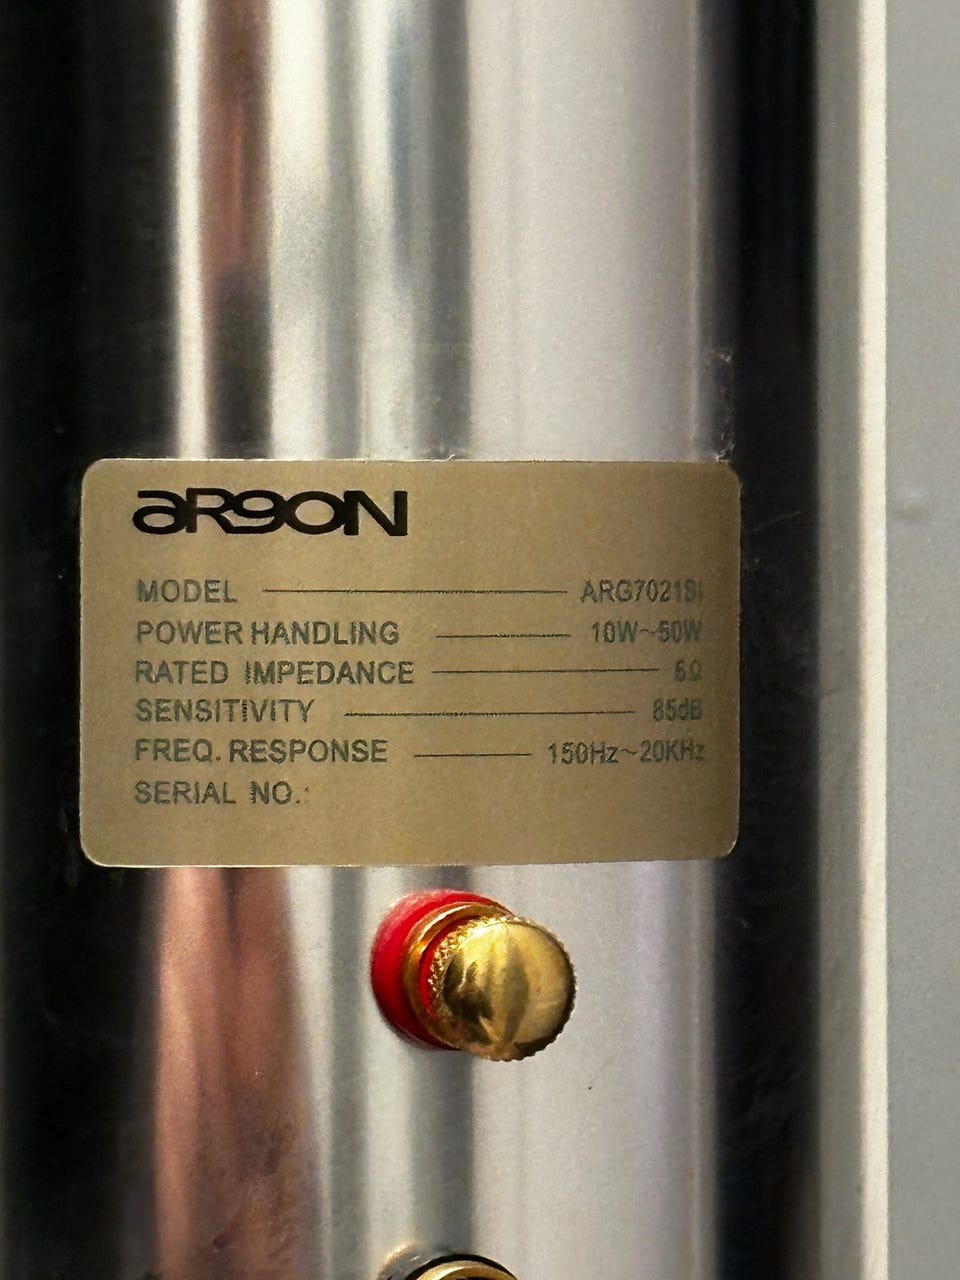 aRgON
MODEL ARG7021SI
POWER HANDLING 10W~50W
RATED IMPEDANCE 6Ω
SENSITIVITY 85dB
FREQ. RESPONSE 150Hz~20KHz
SERIAL NO.: